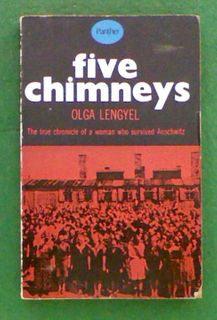 Panther
five
chimneys
OLGA LENGYEL
The true chronicle of a woman who survived Auschwitz